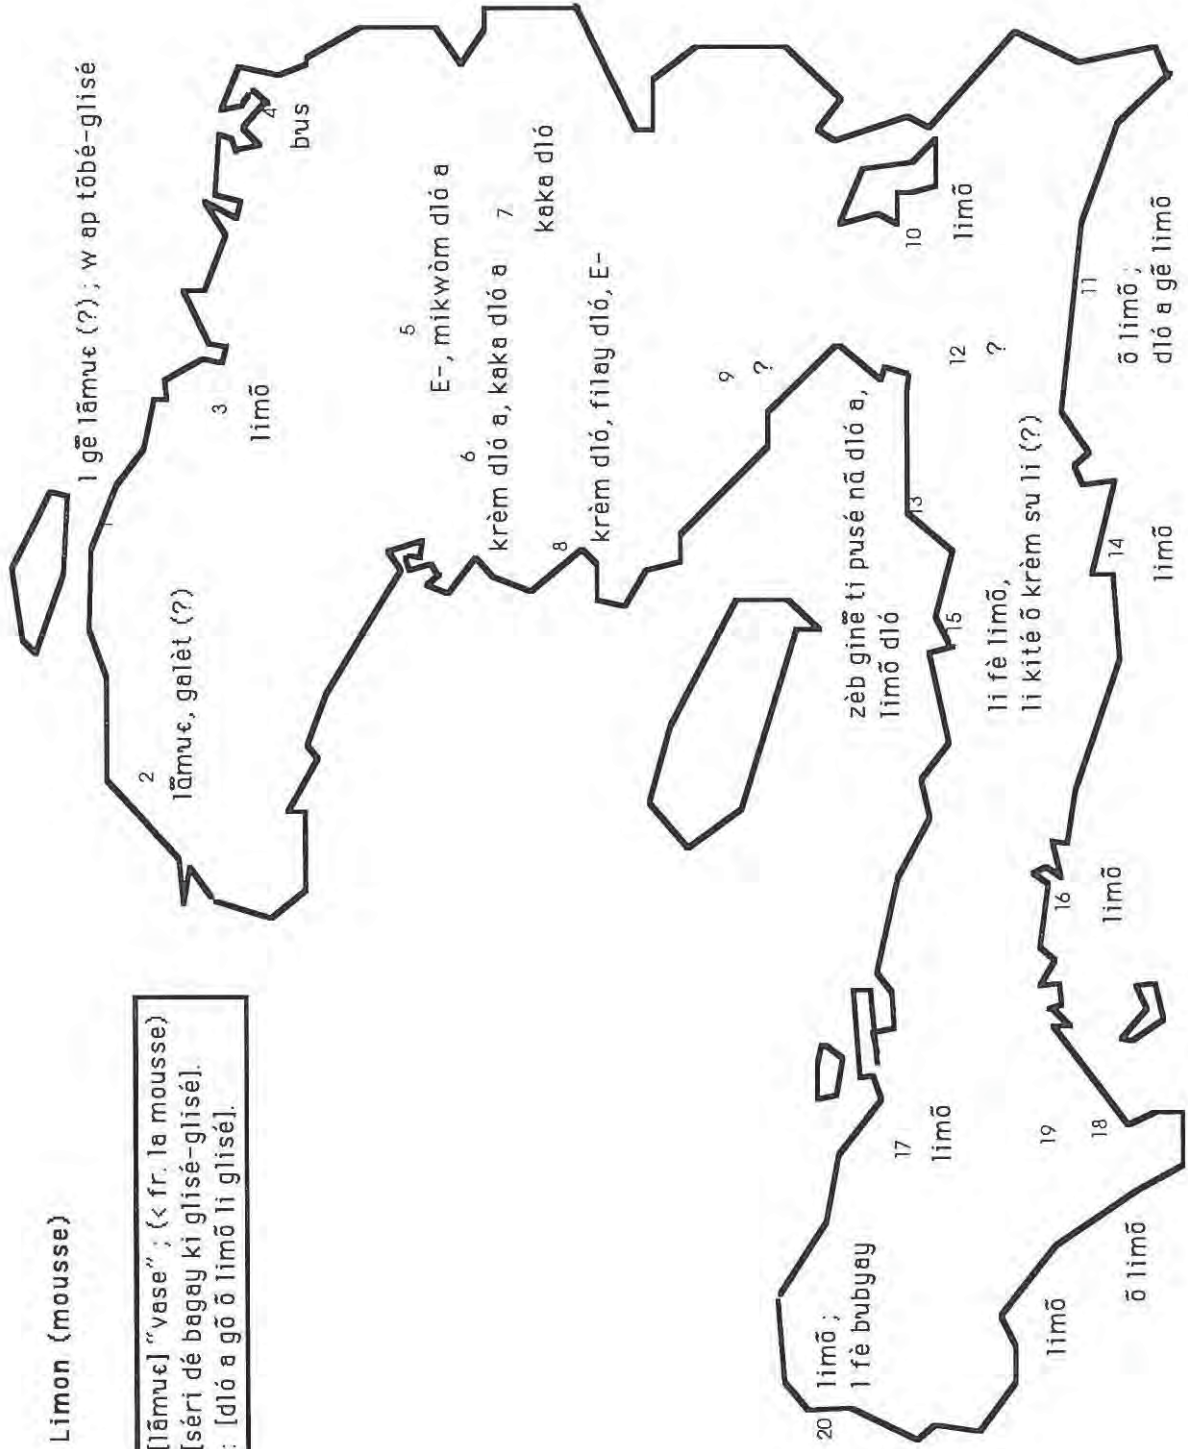 Limon (mousse)
[lãmuɛ] "vase" ; (< fr. la mousse)
[séri dé bagay ki glisé-glisé].
: [dló a gõ õ limõ li glisé].
1
l gẽ lãmuɛ (?) ; w ap tõbé-glisé
2
lãmuɛ, galèt (?)
3
limõ
4
bus
5
E-, mikwòm dló a
6
krèm dló a, kaka dló a
7
kaka dló
8
krèm dló, filay dló, E-
9
?
10
limõ
11
õ limõ ;
dló a gẽ limõ
12
?
13
zèb ginẽ ti pusé nã dló a,
limõ dló
14
limõ
15
li fè limõ,
li kite õ krèm su li (?)
16
limõ
17
limõ
18
õ limõ
19
limõ
20
limõ ;
l fè bubyay